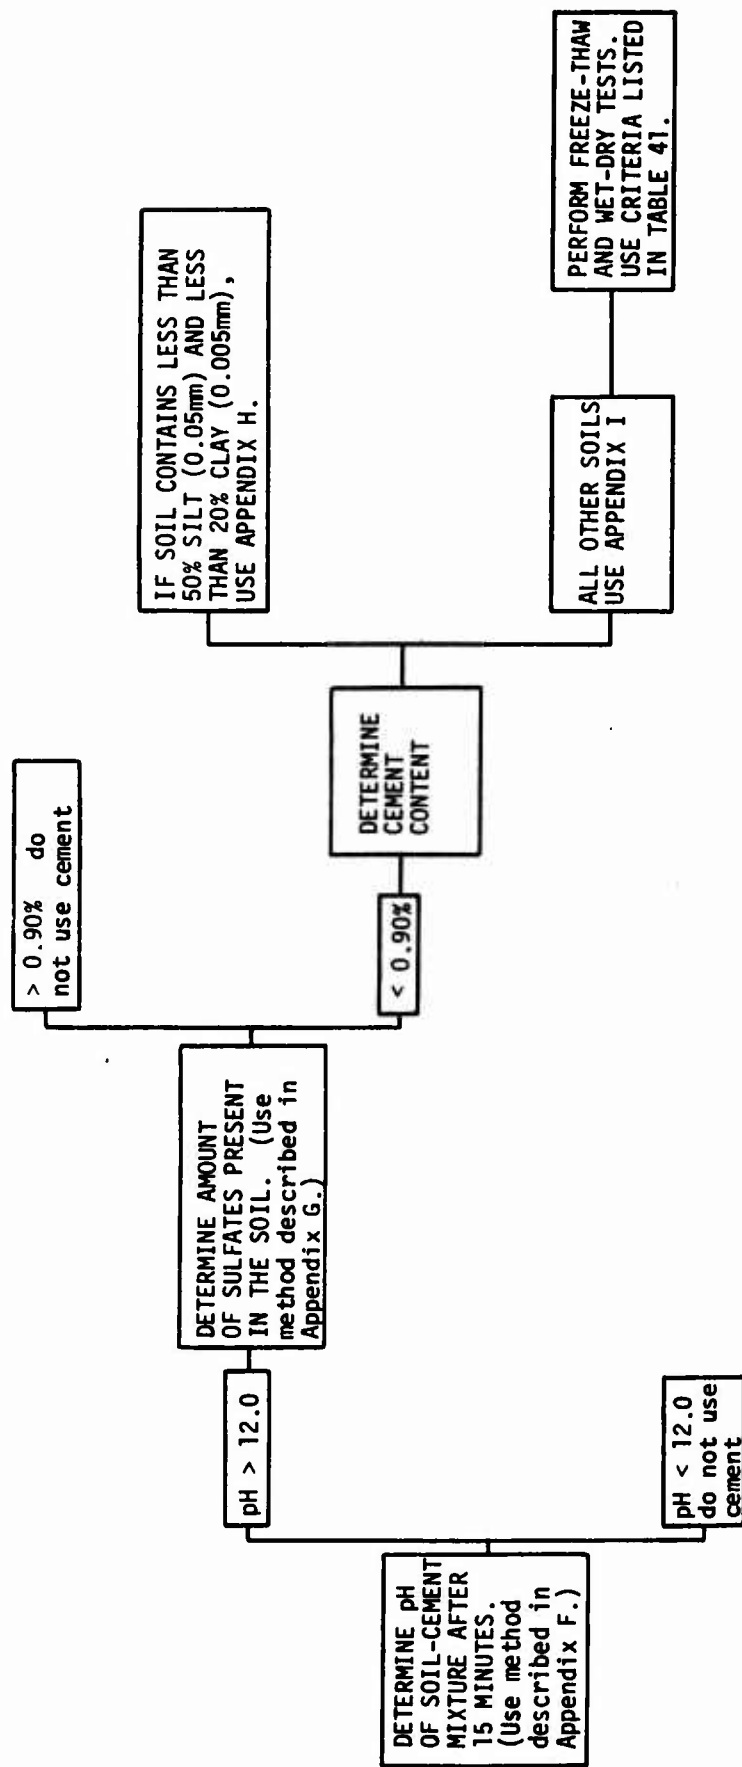 DETERMINE pH
OF SOIL-CEMENT
MIXTURE AFTER
15 MINUTES.
(Use method
described in
Appendix F.)
pH > 12.0
pH < 12.0
do not use
cement
DETERMINE AMOUNT
OF SULFATES PRESENT
IN THE SOIL. (Use
method described in
Appendix G.)
> 0.90% do
not use cement
< 0.90%
DETERMINE
CEMENT
CONTENT
IF SOIL CONTAINS LESS THAN
50% SILT (0.05mm) AND LESS
THAN 20% CLAY (0.005mm),
USE APPENDIX H.
ALL OTHER SOILS
USE APPENDIX I
PERFORM FREEZE-THAW
AND WET-DRY TESTS.
USE CRITERIA LISTED
IN TABLE 41.